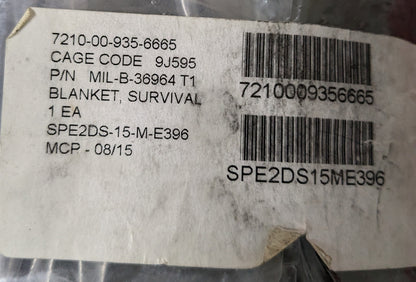 7210-00-935-6665
CAGE CODE 9J595
P/N MIL-B-36964 T1
BLANKET, SURVIVAL
1 EA
SPE2DS-15-M-E396
MCP - 08/15
7210009356665
SPE2DS15ME396